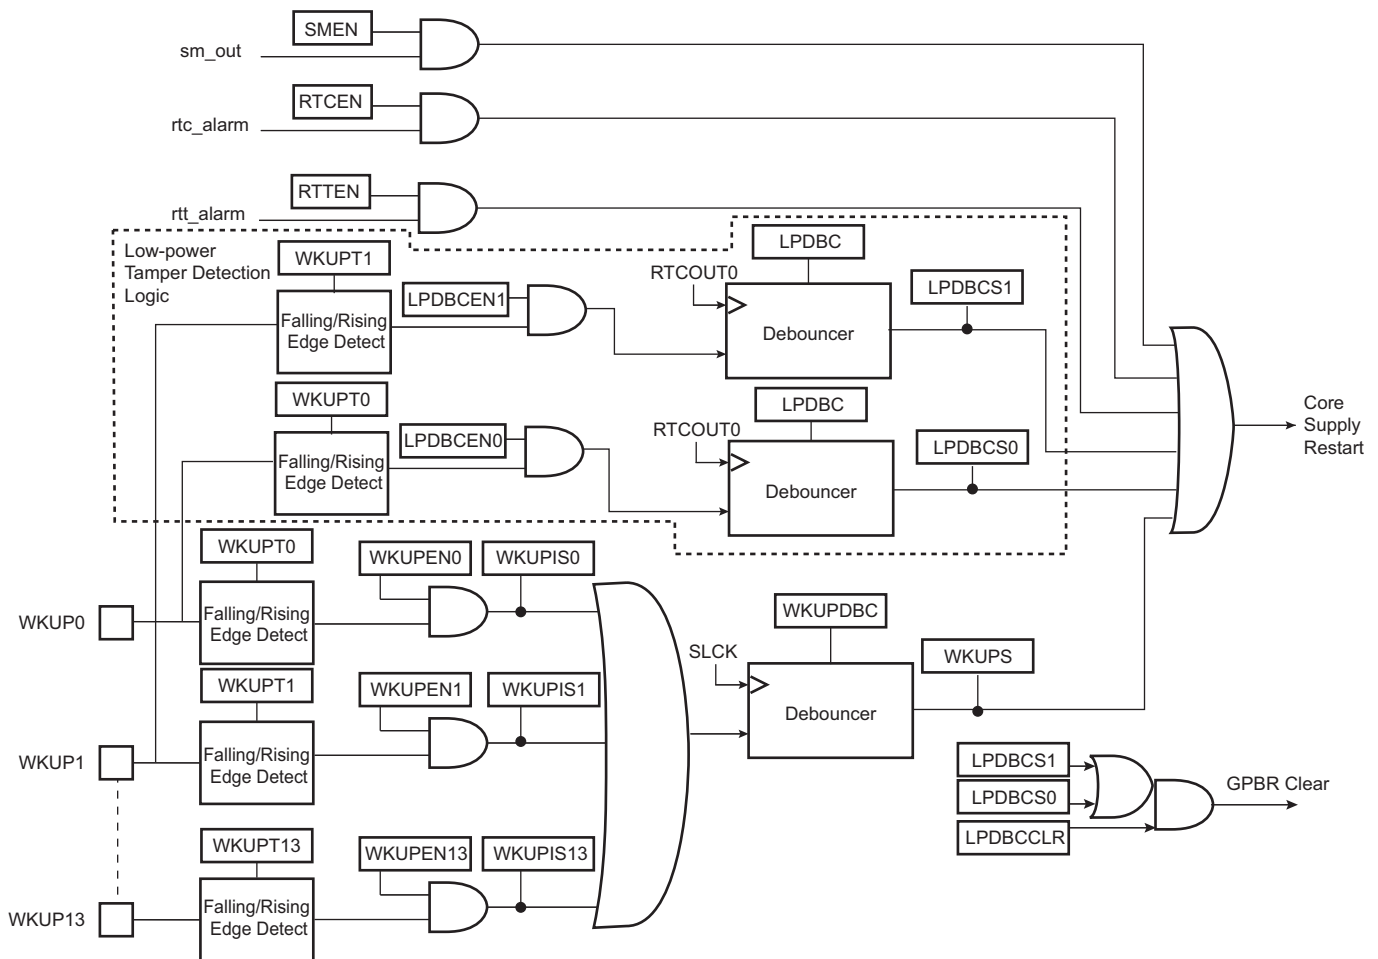 SMEN
sm_out
RTCEN
rtc_alarm
RTTEN
rtt_alarm
Low-power
Tamper Detection
Logic
WKUPT1
Falling/Rising
Edge Detect
LPDBCEN1
RTCOUT0
LPDBC
Debouncer
LPDBCS1
WKUPT0
Falling/Rising
Edge Detect
LPDBCEN0
RTCOUT0
LPDBC
Debouncer
LPDBCS0
Core
Supply
Restart
WKUPT0
WKUP0
Falling/Rising
Edge Detect
WKUPEN0
WKUPIS0
WKUPT1
WKUP1
Falling/Rising
Edge Detect
WKUPEN1
WKUPIS1
SLCK
WKUPDBC
Debouncer
WKUPS
WKUPT13
WKUP13
Falling/Rising
Edge Detect
WKUPEN13
WKUPIS13
LPDBCS1
LPDBCS0
LPDBCCLR
GPBR Clear